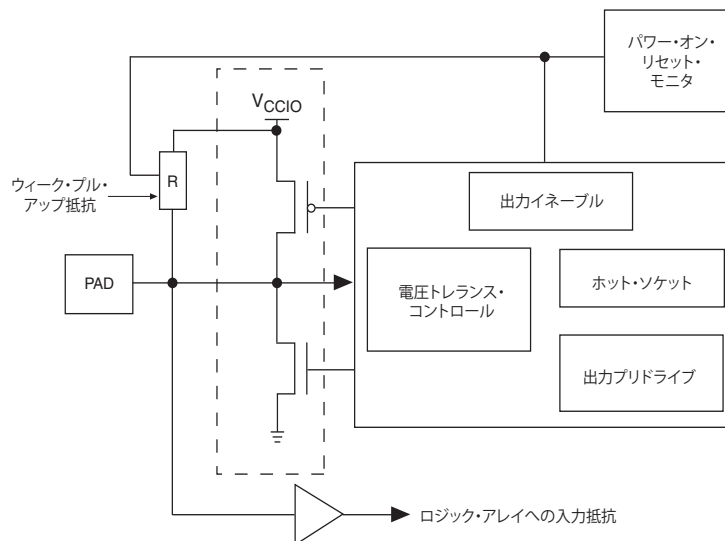 パワー・オン・
リセット・
モニタ
VCCIO
R
ウィーク・プル・
アップ抵抗
出力イネーブル
PAD
電圧トレランス・
コントロール
ホット・ソケット
出力プリドライブ
ロジック・アレイへの入力抵抗